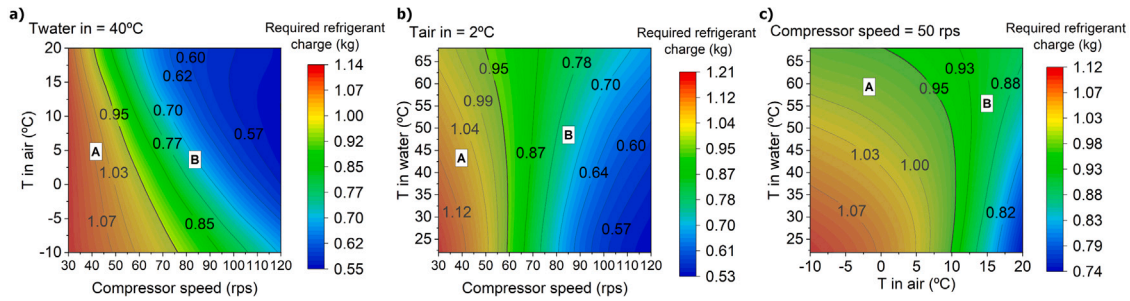 a)
Twater in = 40ºC
Required refrigerant
charge (kg)
T in air (ºC)
20
15
10
5
0
-5
-10
0.60
0.62
0.95
0.70
0.77
0.57
A
B
1.03
1.07
0.85
30 40 50 60 70 80 90 100 110 120
Compressor speed (rps)
1.14
1.07
1.00
0.92
0.85
0.77
0.70
0.62
0.55
b)
Tair in = 2ºC
Required refrigerant
charge (kg)
T in water (ºC)
65
60
55
50
45
40
35
30
25
0.95
0.78
0.99
0.70
1.04
B
0.87
0.60
A
0.64
1.12
0.57
30 40 50 60 70 80 90 100 110 120
Compressor speed (rps)
1.21
1.12
1.04
0.95
0.87
0.78
0.70
0.61
0.53
c)
Compressor speed = 50 rps
Required refrigerant
charge (kg)
T in water (ºC)
65
60
55
50
45
40
35
30
25
0.93
A
0.95
0.88
B
1.03
1.00
1.07
0.82
-10 -5 0 5 10 15 20
T in air (ºC)
1.12
1.07
1.03
0.98
0.93
0.88
0.83
0.79
0.74